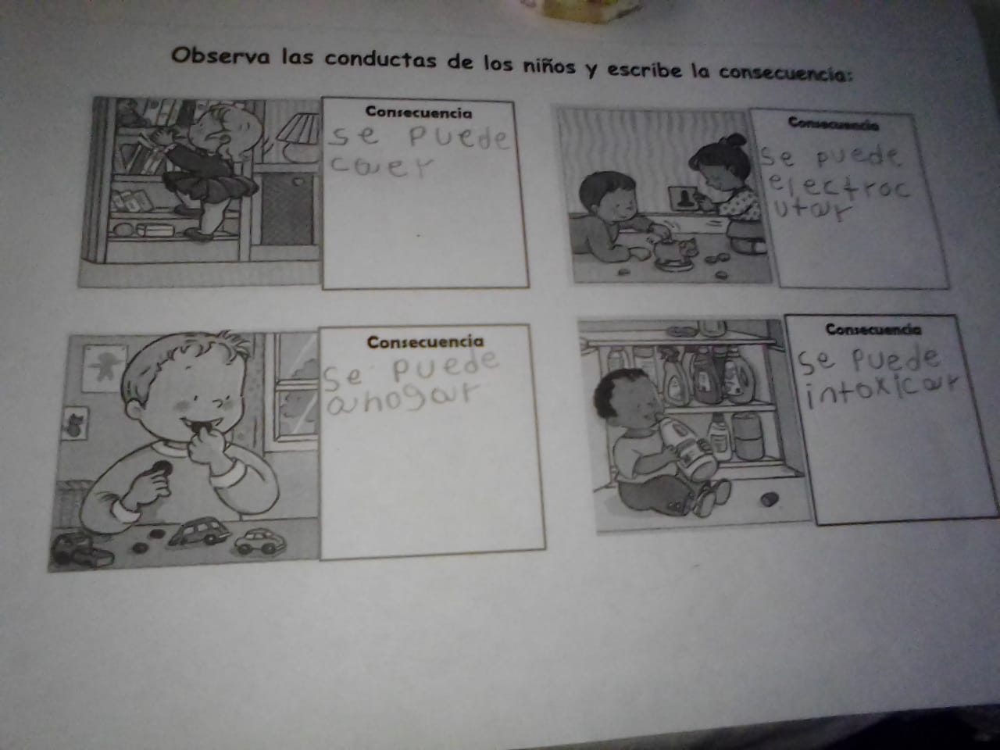 Observa las conductas de los niños y escribe la consecuencia:
Consecuencia
se puede
caer
Consecuencia
se puede
electroc
utar
Consecuencia
se puede
ahogar
Consecuencia
se puede
intoxicar